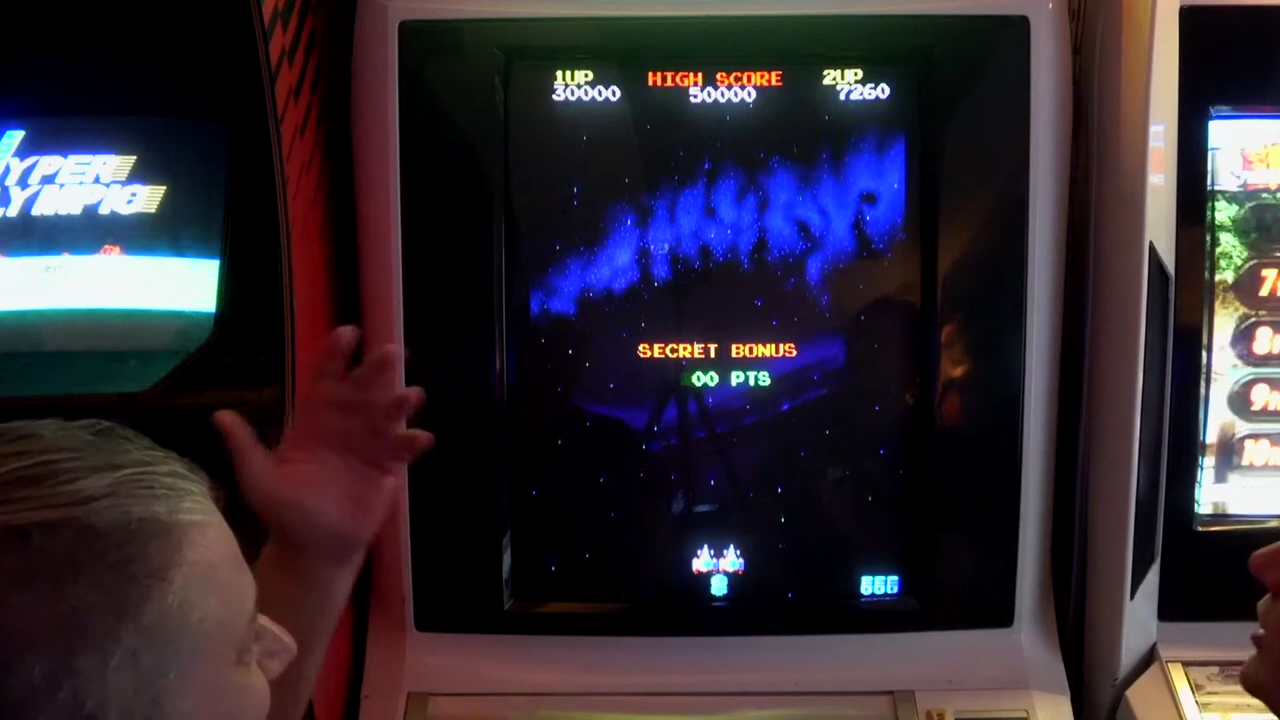 1UP HIGH SCORE 2UP
30000 50000 7260
SECRET BONUS
00 PTS
YPER
LYMPIC